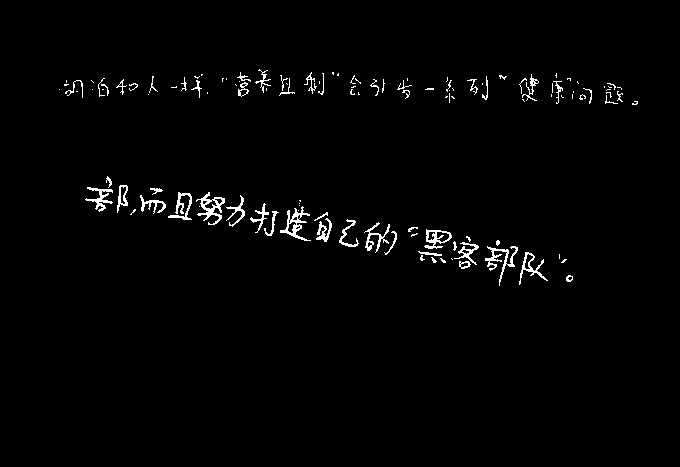 湖泊和人一样,"营养过剩"会引发一系列"健康"问题。
部,而且努力打造自己的"黑客部队"。